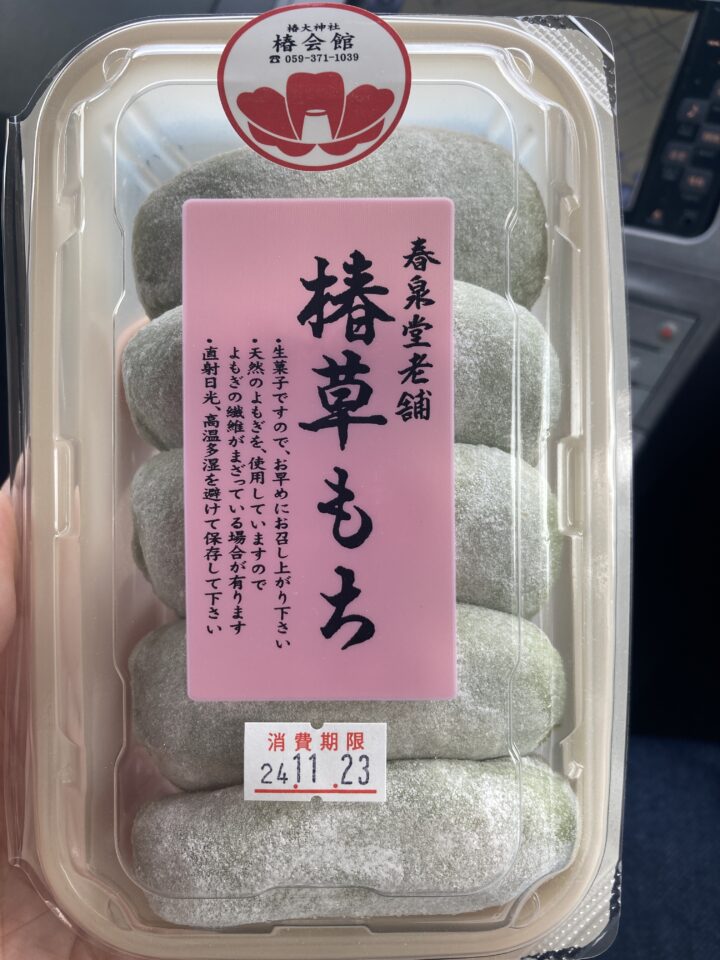 椿大神社
椿会館
☎059-371-1039
春泉堂老舗
椿草もち
・生菓子ですので、お早めにお召し上がり下さい
・天然のよもぎを、使用していますので
よもぎの繊維がまざっている場合が有ります
・直射日光、高温多湿を避けて保存して下さい
消費期限
24.11.23